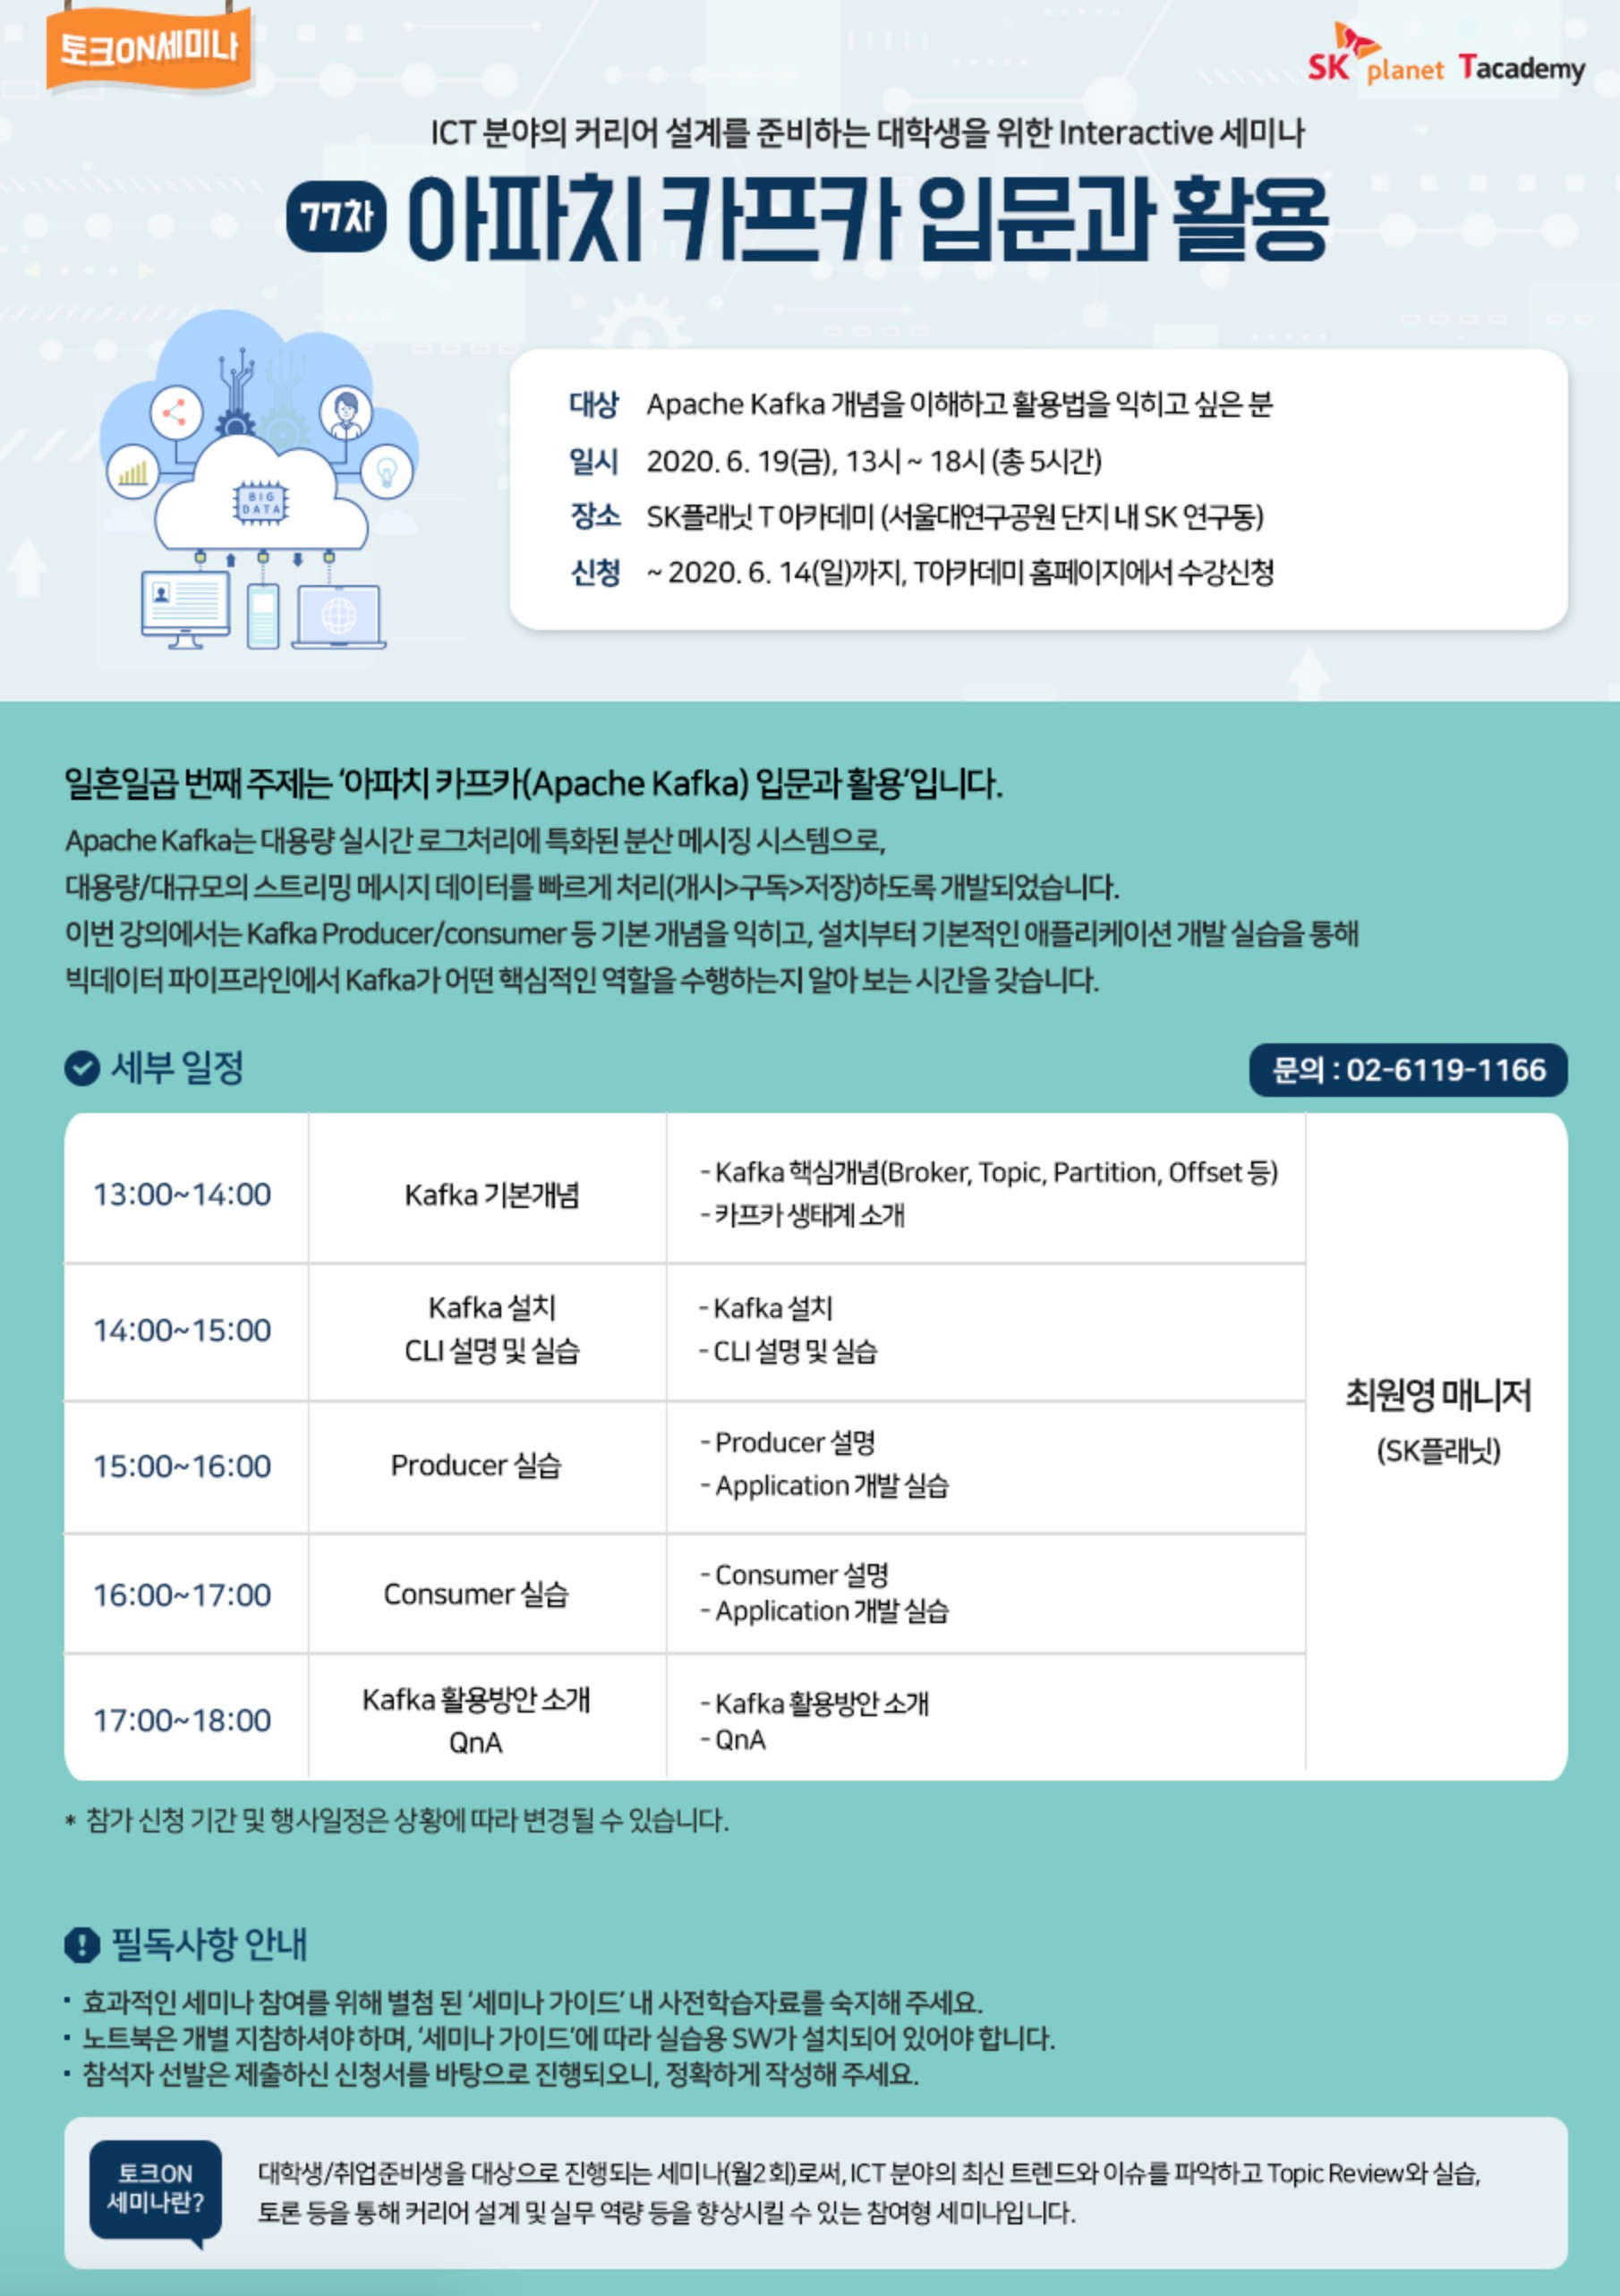 토크ON세미나
SK planet Tacademy
ICT 분야의 커리어 설계를 준비하는 대학생을 위한 Interactive 세미나
77차 아파치 카프카 입문과 활용
BIG
DATA
대상 Apache Kafka 개념을 이해하고 활용법을 익히고 싶은 분
일시 2020. 6. 19(금), 13시 ~ 18시 (총 5시간)
장소 SK플래닛 T 아카데미 (서울대연구공원 단지 내 SK 연구동)
신청 ~ 2020. 6. 14(일)까지, T아카데미 홈페이지에서 수강신청
일흔일곱 번째 주제는 ‘아파치 카프카(Apache Kafka) 입문과 활용’입니다.
Apache Kafka는 대용량 실시간 로그처리에 특화된 분산 메시징 시스템으로,
대용량/대규모의 스트리밍 메시지 데이터를 빠르게 처리(개시>구독>저장)하도록 개발되었습니다.
이번 강의에서는 Kafka Producer/consumer 등 기본 개념을 익히고, 설치부터 기본적인 애플리케이션 개발 실습을 통해
빅데이터 파이프라인에서 Kafka가 어떤 핵심적인 역할을 수행하는지 알아 보는 시간을 갖습니다.
세부 일정
문의 : 02-6119-1166
13:00~14:00
Kafka 기본개념
- Kafka 핵심개념(Broker, Topic, Partition, Offset 등)
- 카프카 생태계 소개
14:00~15:00
Kafka 설치
CLI 설명 및 실습
- Kafka 설치
- CLI 설명 및 실습
15:00~16:00
Producer 실습
- Producer 설명
- Application 개발 실습
16:00~17:00
Consumer 실습
- Consumer 설명
- Application 개발 실습
17:00~18:00
Kafka 활용방안 소개
QnA
- Kafka 활용방안 소개
- QnA
최원영 매니저
(SK플래닛)
* 참가 신청 기간 및 행사일정은 상황에 따라 변경될 수 있습니다.
필독사항 안내
· 효과적인 세미나 참여를 위해 별첨 된 ‘세미나 가이드’ 내 사전학습자료를 숙지해 주세요.
· 노트북은 개별 지참하셔야 하며, ‘세미나 가이드’에 따라 실습용 SW가 설치되어 있어야 합니다.
· 참석자 선발은 제출하신 신청서를 바탕으로 진행되오니, 정확하게 작성해 주세요.
토크ON
세미나란?
대학생/취업준비생을 대상으로 진행되는 세미나(월2회)로써, ICT 분야의 최신 트렌드와 이슈를 파악하고 Topic Review와 실습,
토론 등을 통해 커리어 설계 및 실무 역량 등을 향상시킬 수 있는 참여형 세미나입니다.